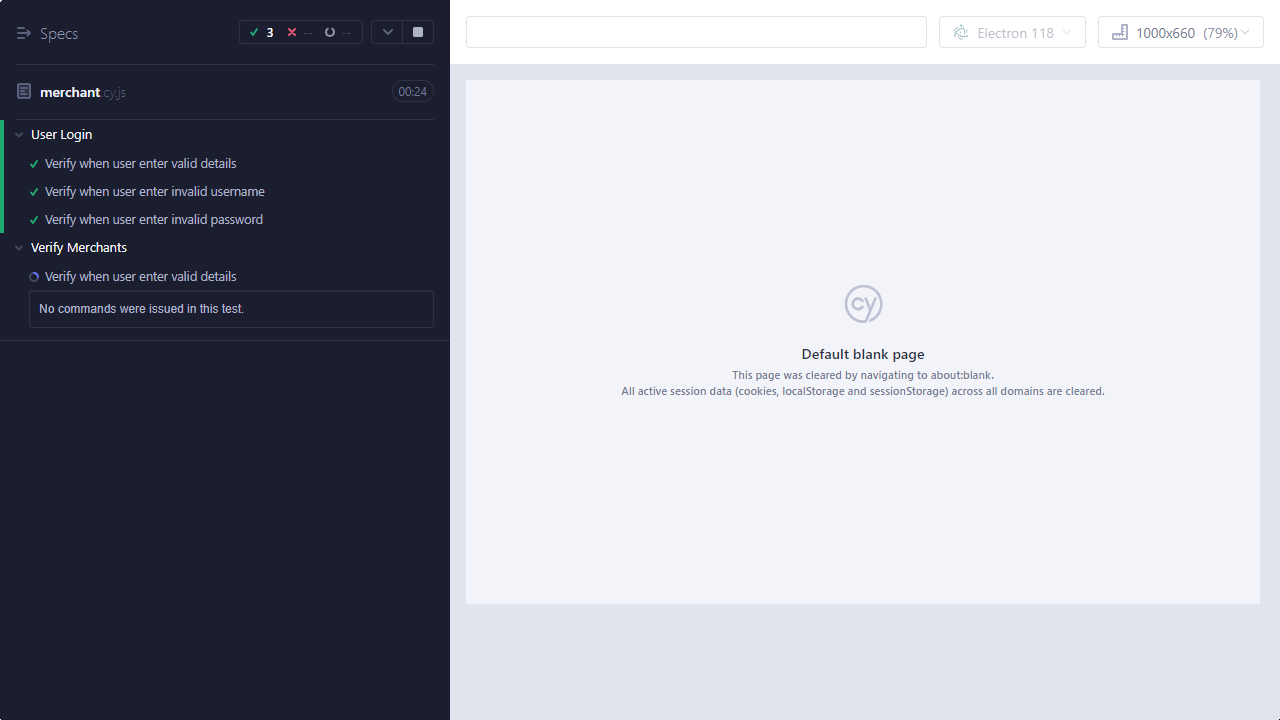 Specs
3 -- --
merchant.cy.js
00:24
User Login
Verify when user enter valid details
Verify when user enter invalid username
Verify when user enter invalid password
Verify Merchants
Verify when user enter valid details
No commands were issued in this test.
Electron 118
1000x660 (79%)
cy
Default blank page
This page was cleared by navigating to about:blank.
All active session data (cookies, localStorage and sessionStorage) across all domains are cleared.